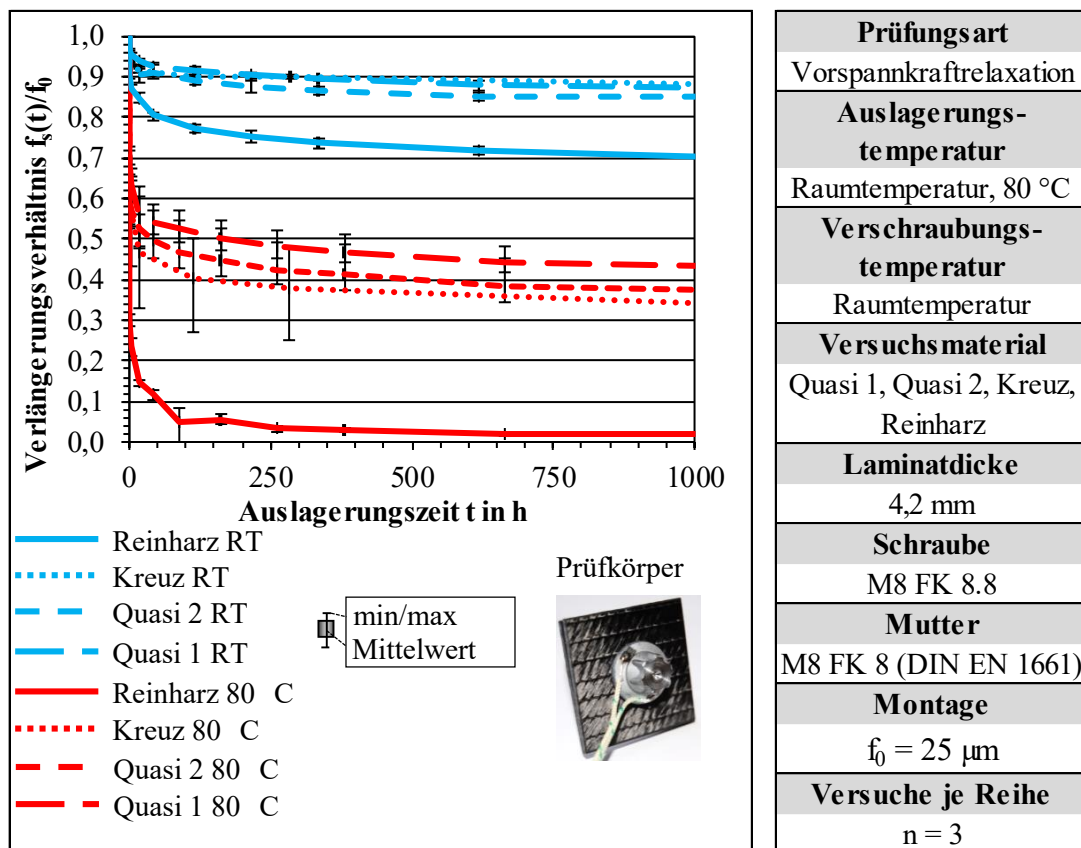 1,0
0,9
0,8
0,7
0,6
0,5
0,4
0,3
0,2
0,1
0,0
Verlängerungsverhältnis f_s(t)/f_0
0
250
500
750
1000
Auslagerungszeit t in h
Reinharz RT
Kreuz RT
Quasi 2 RT
Quasi 1 RT
Reinharz 80 C
Kreuz 80 C
Quasi 2 80 C
Quasi 1 80 C
min/max
Mittelwert
Prüfkörper
Prüfungsart
Vorspannkraftrelaxation
Auslagerungs-
temperatur
Raumtemperatur, 80 °C
Verschraubungs-
temperatur
Raumtemperatur
Versuchsmaterial
Quasi 1, Quasi 2, Kreuz,
Reinharz
Laminatdicke
4,2 mm
Schraube
M8 FK 8.8
Mutter
M8 FK 8 (DIN EN 1661)
Montage
f_0 = 25 µm
Versuche je Reihe
n = 3